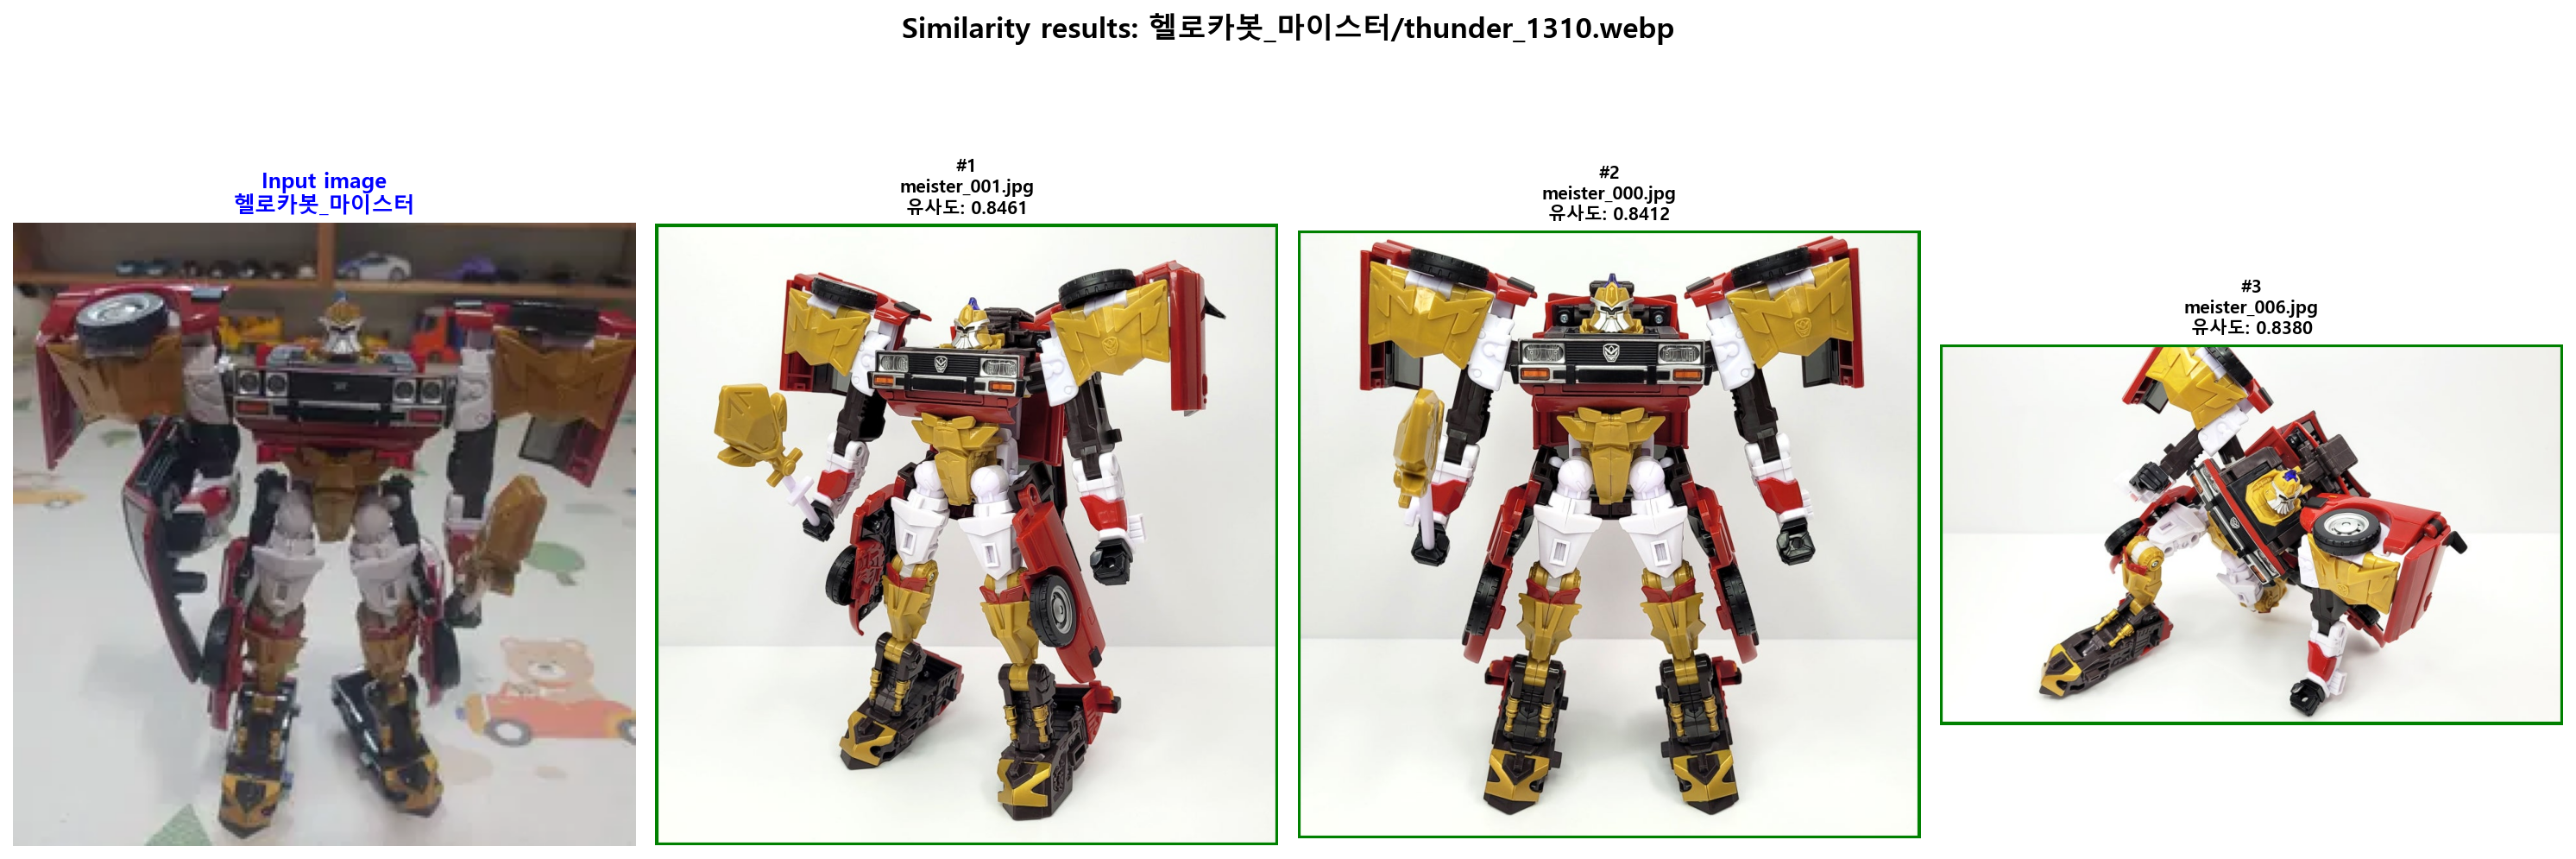 Similarity results: 헬로카봇_마이스터/thunder_1310.webp
Input image
헬로카봇_마이스터
#1
meister_001.jpg
유사도: 0.8461
#2
meister_000.jpg
유사도: 0.8412
#3
meister_006.jpg
유사도: 0.8380